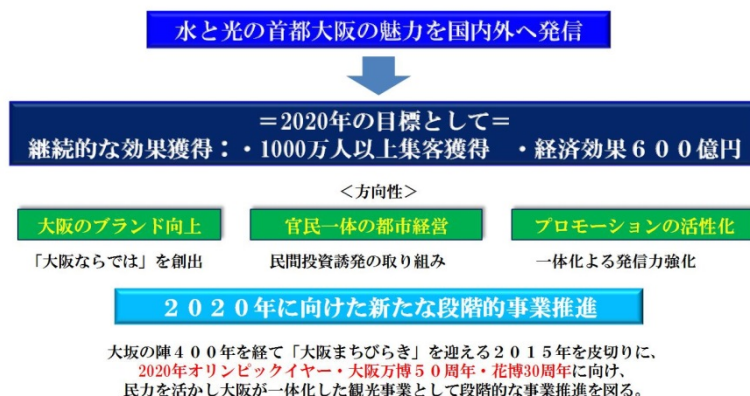 水と光の首都大阪の魅力を国内外へ発信
＝2020年の目標として＝
継続的な効果獲得：・1000万人以上集客獲得　・経済効果６００億円
＜方向性＞
大阪のブランド向上　官民一体の都市経営　プロモーションの活性化
「大阪ならでは」を創出　民間投資誘発の取り組み　一体化よる発信力強化
２０２０年に向けた新たな段階的事業推進
大坂の陣４００年を経て「大阪まちびらき」を迎える２０１５年を皮切りに、
2020年オリンピックイヤー・大阪万博５０周年・花博30周年に向け、
民力を活かし大阪が一体化した観光事業として段階的な事業推進を図る。